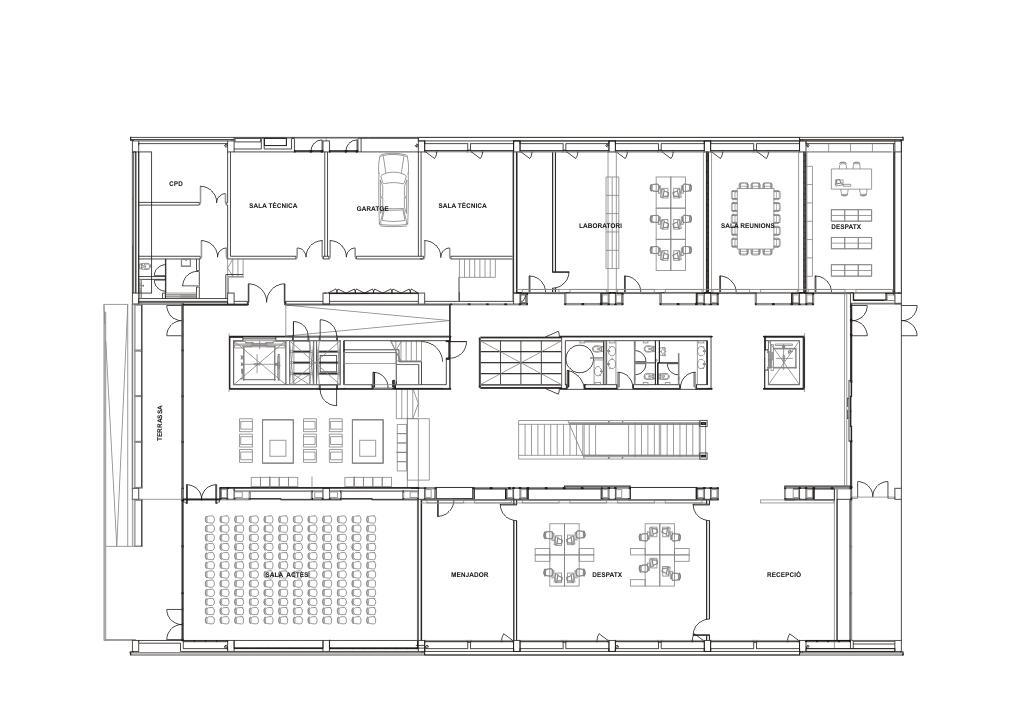 CPD
SALA TÈCNICA
GARATGE
SALA TÈCNICA
LABORATORI
SALA REUNIONS
DESPATX
TERRASSA
SALA ACTES
MENJADOR
DESPATX
RECEPCIÓ